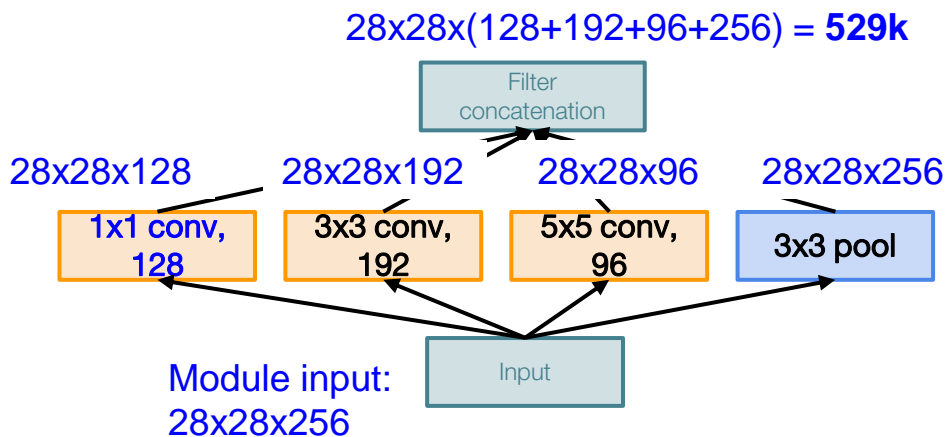 28x28x(128+192+96+256) = 529k
Filter
concatenation
28x28x128
28x28x192
28x28x96
28x28x256
1x1 conv,
128
3x3 conv,
192
5x5 conv,
96
3x3 pool
Input
Module input:
28x28x256